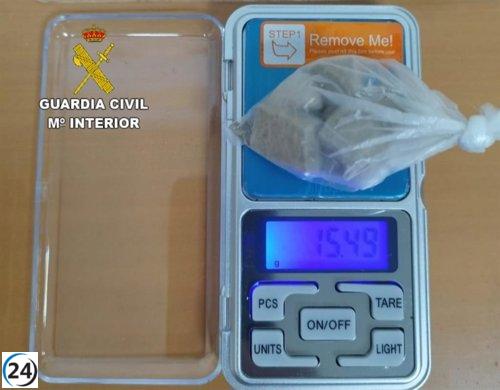 GUARDIA CIVIL
Mº INTERIOR
STEP1
Remove Me!
15.49
g
PCS
TARE
ON/OFF
UNITS
LIGHT
24